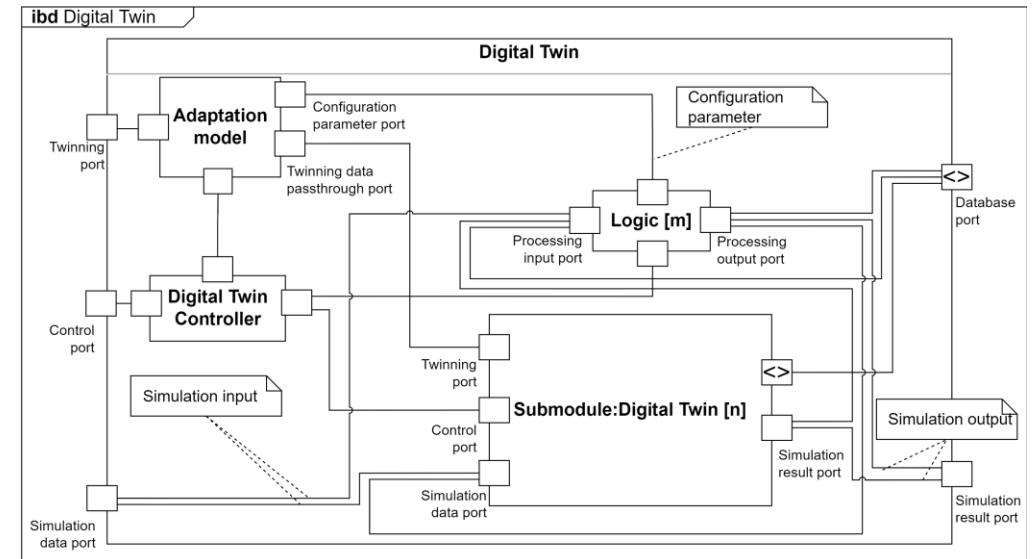 ibd Digital Twin
Digital Twin
Adaptation
model
Configuration
parameter port
Configuration
parameter
Twinning
port
Twinning data
passthrough port
<>
Database
port
Logic [m]
Processing
input port
Processing
output port
Digital Twin
Controller
Control
port
Twinning
port
<>
Simulation input
Submodule:Digital Twin [n]
Simulation output
Control
port
Simulation
result port
Simulation
data port
Simulation
data port
Simulation
result port